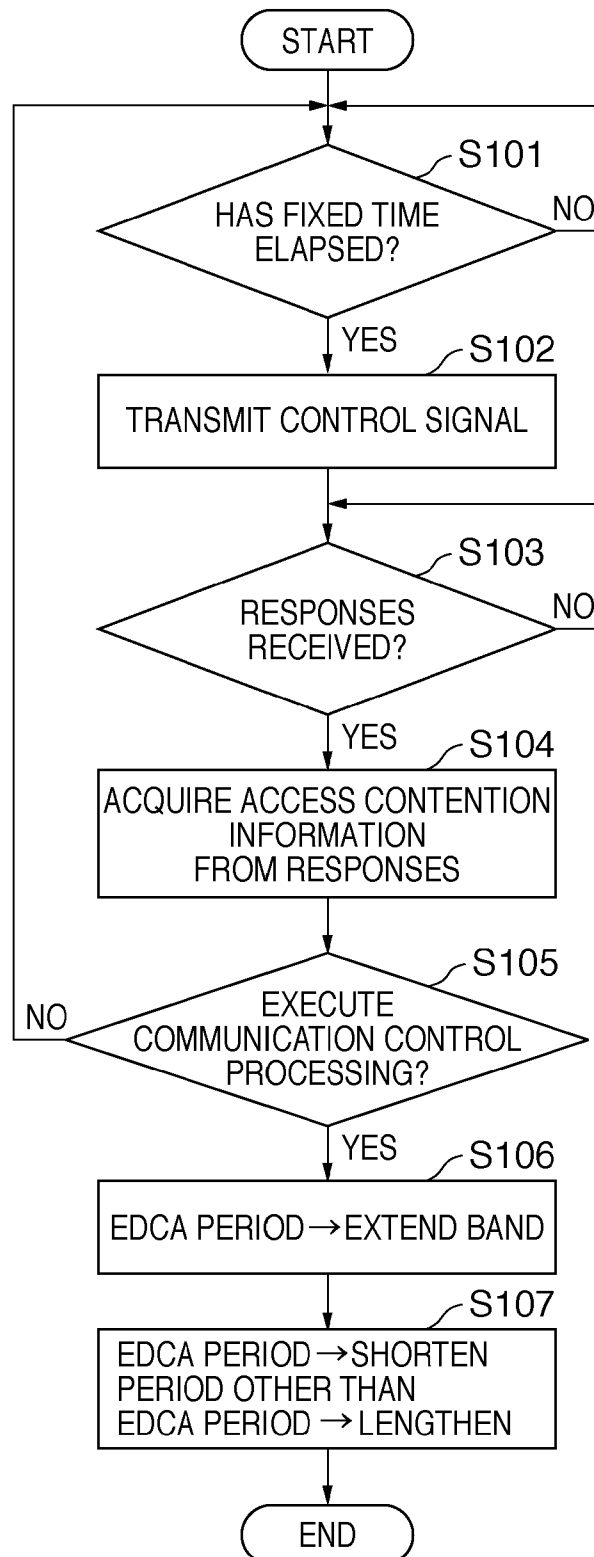 START
S101
HAS FIXED TIME
ELAPSED?
NO
YES
S102
TRANSMIT CONTROL SIGNAL
S103
RESPONSES
RECEIVED?
NO
YES
S104
ACQUIRE ACCESS CONTENTION
INFORMATION
FROM RESPONSES
S105
NO
EXECUTE
COMMUNICATION CONTROL
PROCESSING?
YES
S106
EDCA PERIOD→EXTEND BAND
S107
EDCA PERIOD→SHORTEN
PERIOD OTHER THAN
EDCA PERIOD→LENGTHEN
END